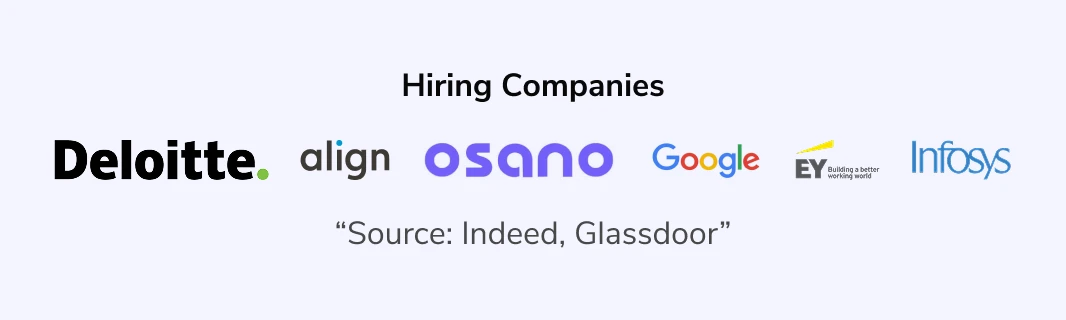 Hiring Companies
Deloitte. align osano Google EY Building a better
working world Infosys
“Source: Indeed, Glassdoor”